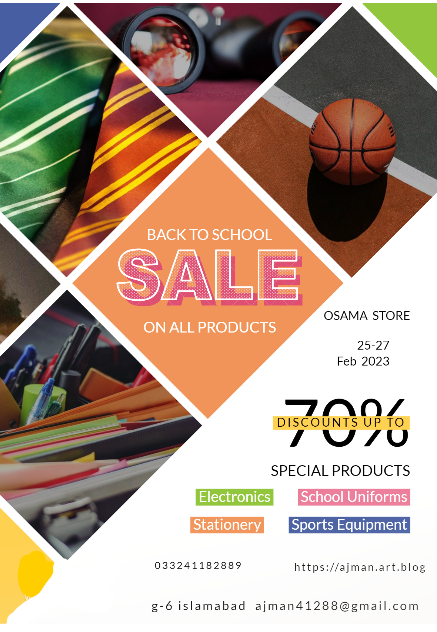 BACK TO SCHOOL
SALE
ON ALL PRODUCTS
OSAMA STORE
25-27
Feb 2023
70%
DISCOUNTS UP TO
SPECIAL PRODUCTS
Electronics School Uniforms
Stationery Sports Equipment
033241182889 https://ajman.art.blog
g-6 islamabad ajman41288@gmail.com